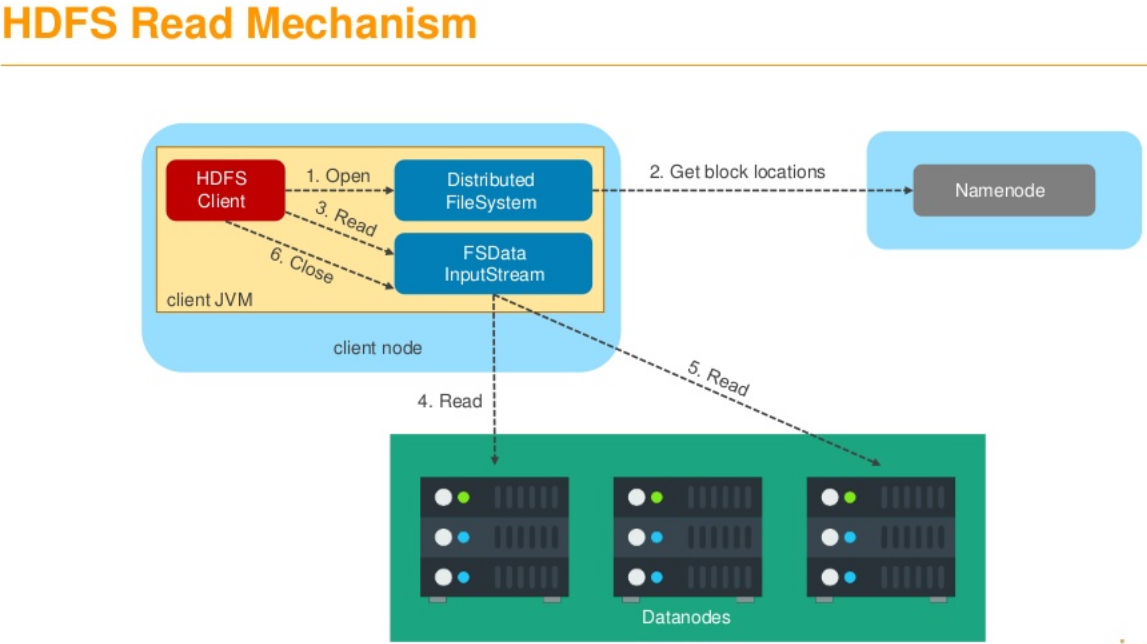 HDFS Read Mechanism
HDFS
Client
1. Open
Distributed
FileSystem
2. Get block locations
Namenode
3. Read
FSData
InputStream
6. Close
client JVM
client node
4. Read
5. Read
Datanodes